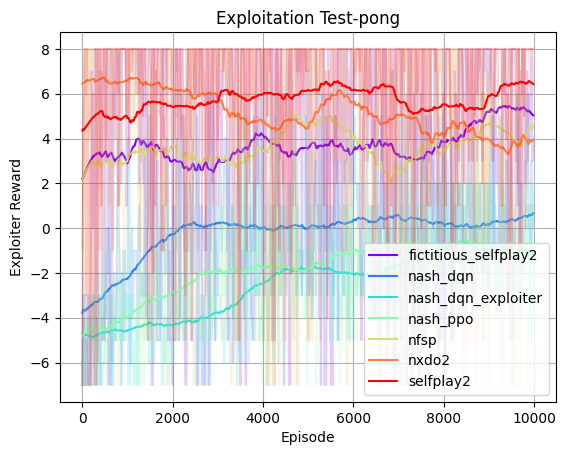 Exploitation Test-pong
Exploiter Reward
8
6
4
2
0
−2
−4
−6
fictitious_selfplay2
nash_dqn
nash_dqn_exploiter
nash_ppo
nfsp
nxdo2
selfplay2
0 2000 4000 6000 8000 10000
Episode